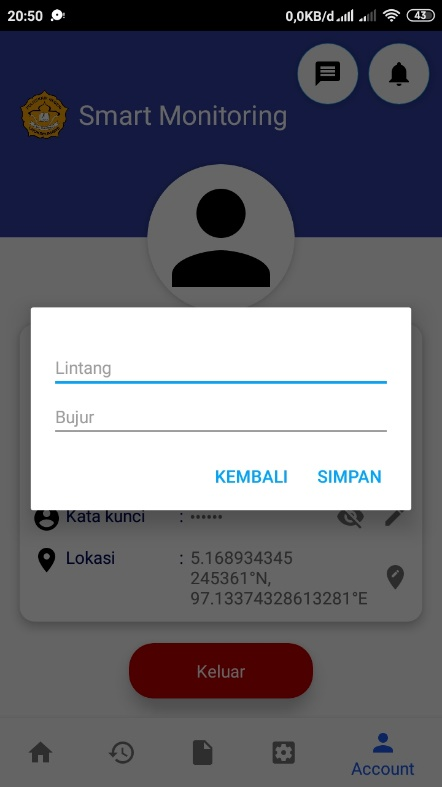 20:50
0,0KB/d
43
Smart Monitoring
Lintang
Bujur
KEMBALI SIMPAN
Kata kunci : ••••••
Lokasi : 5.168934345
245361°N,
97.13374328613281°E
Keluar
Account